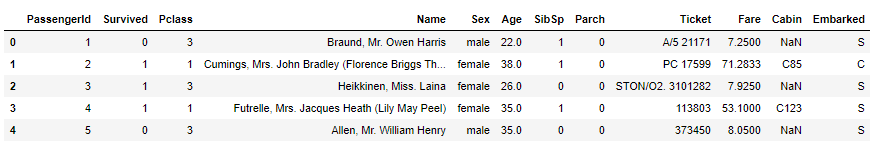 PassengerId Survived Pclass Name Sex Age SibSp Parch Ticket Fare Cabin Embarked
0 1 0 3 Braund, Mr. Owen Harris male 22.0 1 0 A/5 21171 7.2500 NaN S
1 2 1 1 Cumings, Mrs. John Bradley (Florence Briggs Th... female 38.0 1 0 PC 17599 71.2833 C85 C
2 3 1 3 Heikkinen, Miss. Laina female 26.0 0 0 STON/O2. 3101282 7.9250 NaN S
3 4 1 1 Futrelle, Mrs. Jacques Heath (Lily May Peel) female 35.0 1 0 113803 53.1000 C123 S
4 5 0 3 Allen, Mr. William Henry male 35.0 0 0 373450 8.0500 NaN S